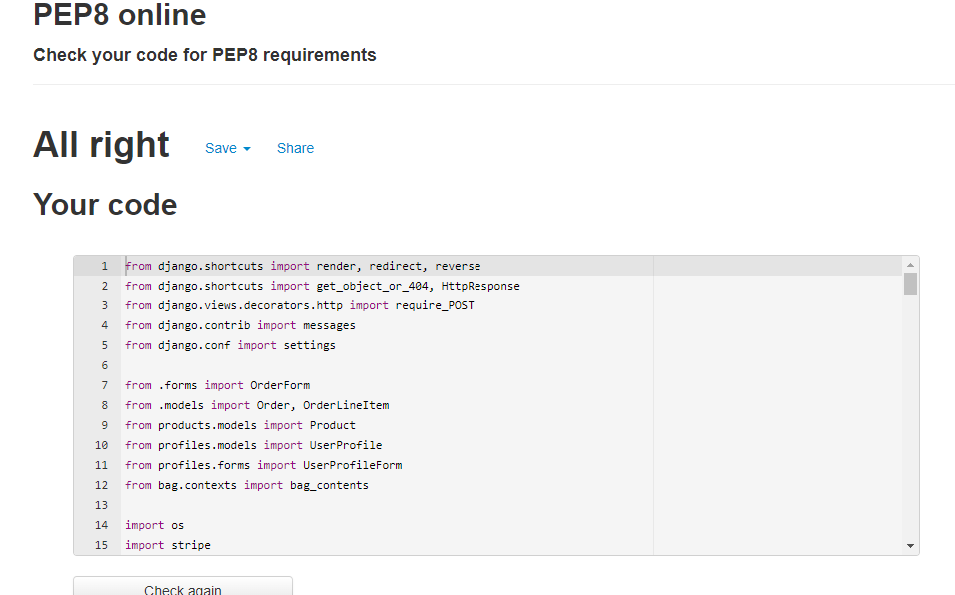 PEP8 online
Check your code for PEP8 requirements
All right Save Share
Your code
1 from django.shortcuts import render, redirect, reverse
2 from django.shortcuts import get_object_or_404, HttpResponse
3 from django.views.decorators.http import require_POST
4 from django.contrib import messages
5 from django.conf import settings
6
7 from .forms import OrderForm
8 from .models import Order, OrderLineItem
9 from products.models import Product
10 from profiles.models import UserProfile
11 from profiles.forms import UserProfileForm
12 from bag.contexts import bag_contents
13
14 import os
15 import stripe
Check again